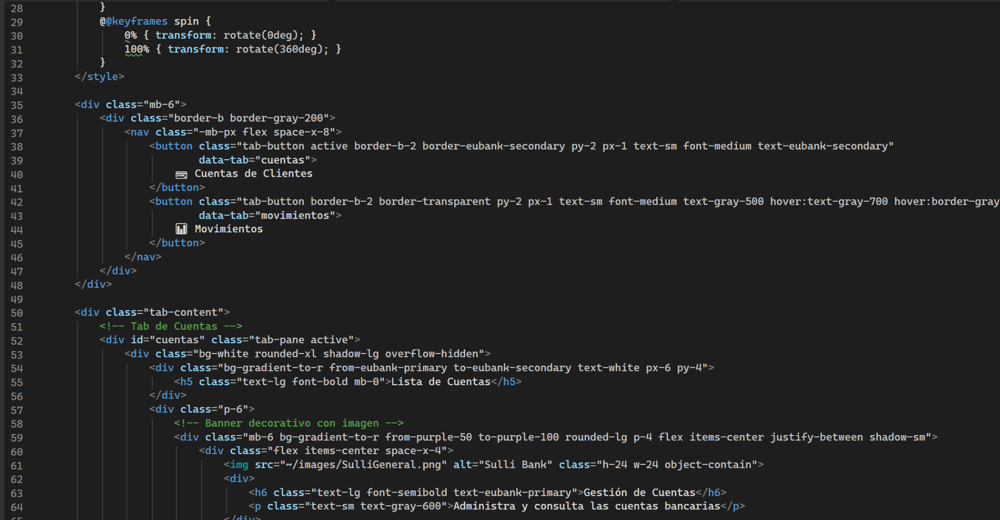 28 }
29 @@keyframes spin {
30 0% { transform: rotate(0deg); }
31 100% { transform: rotate(360deg); }
32 }
33 </style>
34
35 <div class="mb-6">
36 <div class="border-b border-gray-200">
37 <nav class="-mb-px flex space-x-8">
38 <button class="tab-button active border-b-2 border-eubank-secondary py-2 px-1 text-sm font-medium text-eubank-secondary"
39 data-tab="cuentas">
40 💳 Cuentas de Clientes
41 </button>
42 <button class="tab-button border-b-2 border-transparent py-2 px-1 text-sm font-medium text-gray-500 hover:text-gray-700 hover:border-gray
43 data-tab="movimientos">
44 📊 Movimientos
45 </button>
46 </nav>
47 </div>
48 </div>
49
50 <div class="tab-content">
51 <!-- Tab de Cuentas -->
52 <div id="cuentas" class="tab-pane active">
53 <div class="bg-white rounded-xl shadow-lg overflow-hidden">
54 <div class="bg-gradient-to-r from-eubank-primary to-eubank-secondary text-white px-6 py-4">
55 <h5 class="text-lg font-bold mb-0">Lista de Cuentas</h5>
56 </div>
57 <div class="p-6">
58 <!-- Banner decorativo con imagen -->
59 <div class="mb-6 bg-gradient-to-r from-purple-50 to-purple-100 rounded-lg p-4 flex items-center justify-between shadow-sm">
60 <div class="flex items-center space-x-4">
61 <img src="~/images/SulliGeneral.png" alt="Sulli Bank" class="h-24 w-24 object-contain">
62 <div>
63 <h6 class="text-lg font-semibold text-eubank-primary">Gestión de Cuentas</h6>
64 <p class="text-sm text-gray-600">Administra y consulta las cuentas bancarias</p>
65 </div>